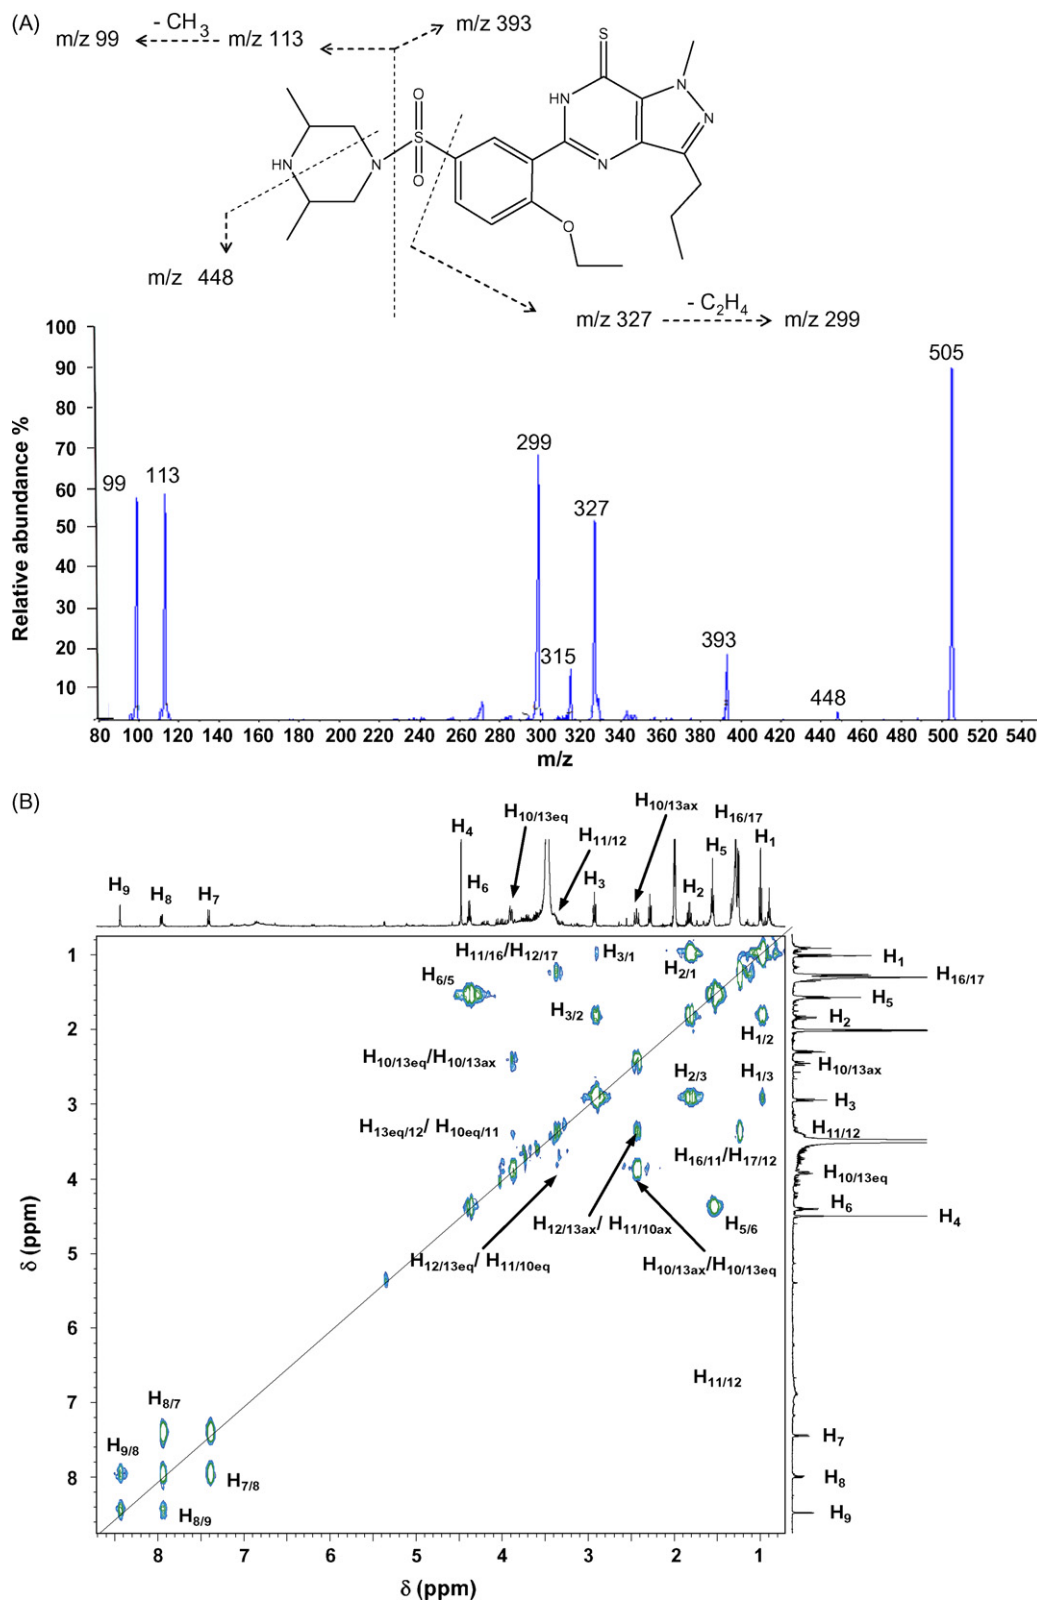 (A)
- CH3
m/z 99 m/z 113 m/z 393
S
O
HN N
N
HN N S
N
O
O
m/z 448
- C2H4
m/z 327 m/z 299
100
90
80
70
60
50
40
30
20
10
Relative abundance %
99 113 299 315 327 393 448 505
80 100 120 140 160 180 200 220 240 260 280 300 320 340 360 380 400 420 440 460 480 500 520 540
m/z
(B)
H9 H8 H7 H4 H6 H10/13eq H11/12 H3 H10/13ax H2 H5 H16/17 H1
H11/16/H12/17 H3/1
H6/5 H2/1
H3/2 H1/2
H10/13eq/H10/13ax H2/3 H1/3
H13eq/12/ H10eq/11
H16/11/H17/12
H12/13ax/ H11/10ax H5/6
H12/13eq/ H11/10eq H10/13ax/H10/13eq
H11/12
H8/7
H9/8
H7/8
H8/9
H1
H16/17
H5
H2
H10/13ax
H3
H11/12
H10/13eq
H6
H4
H7
H8
H9
1
2
3
4
5
6
7
8
δ (ppm)
8 7 6 5 4 3 2 1
δ (ppm)